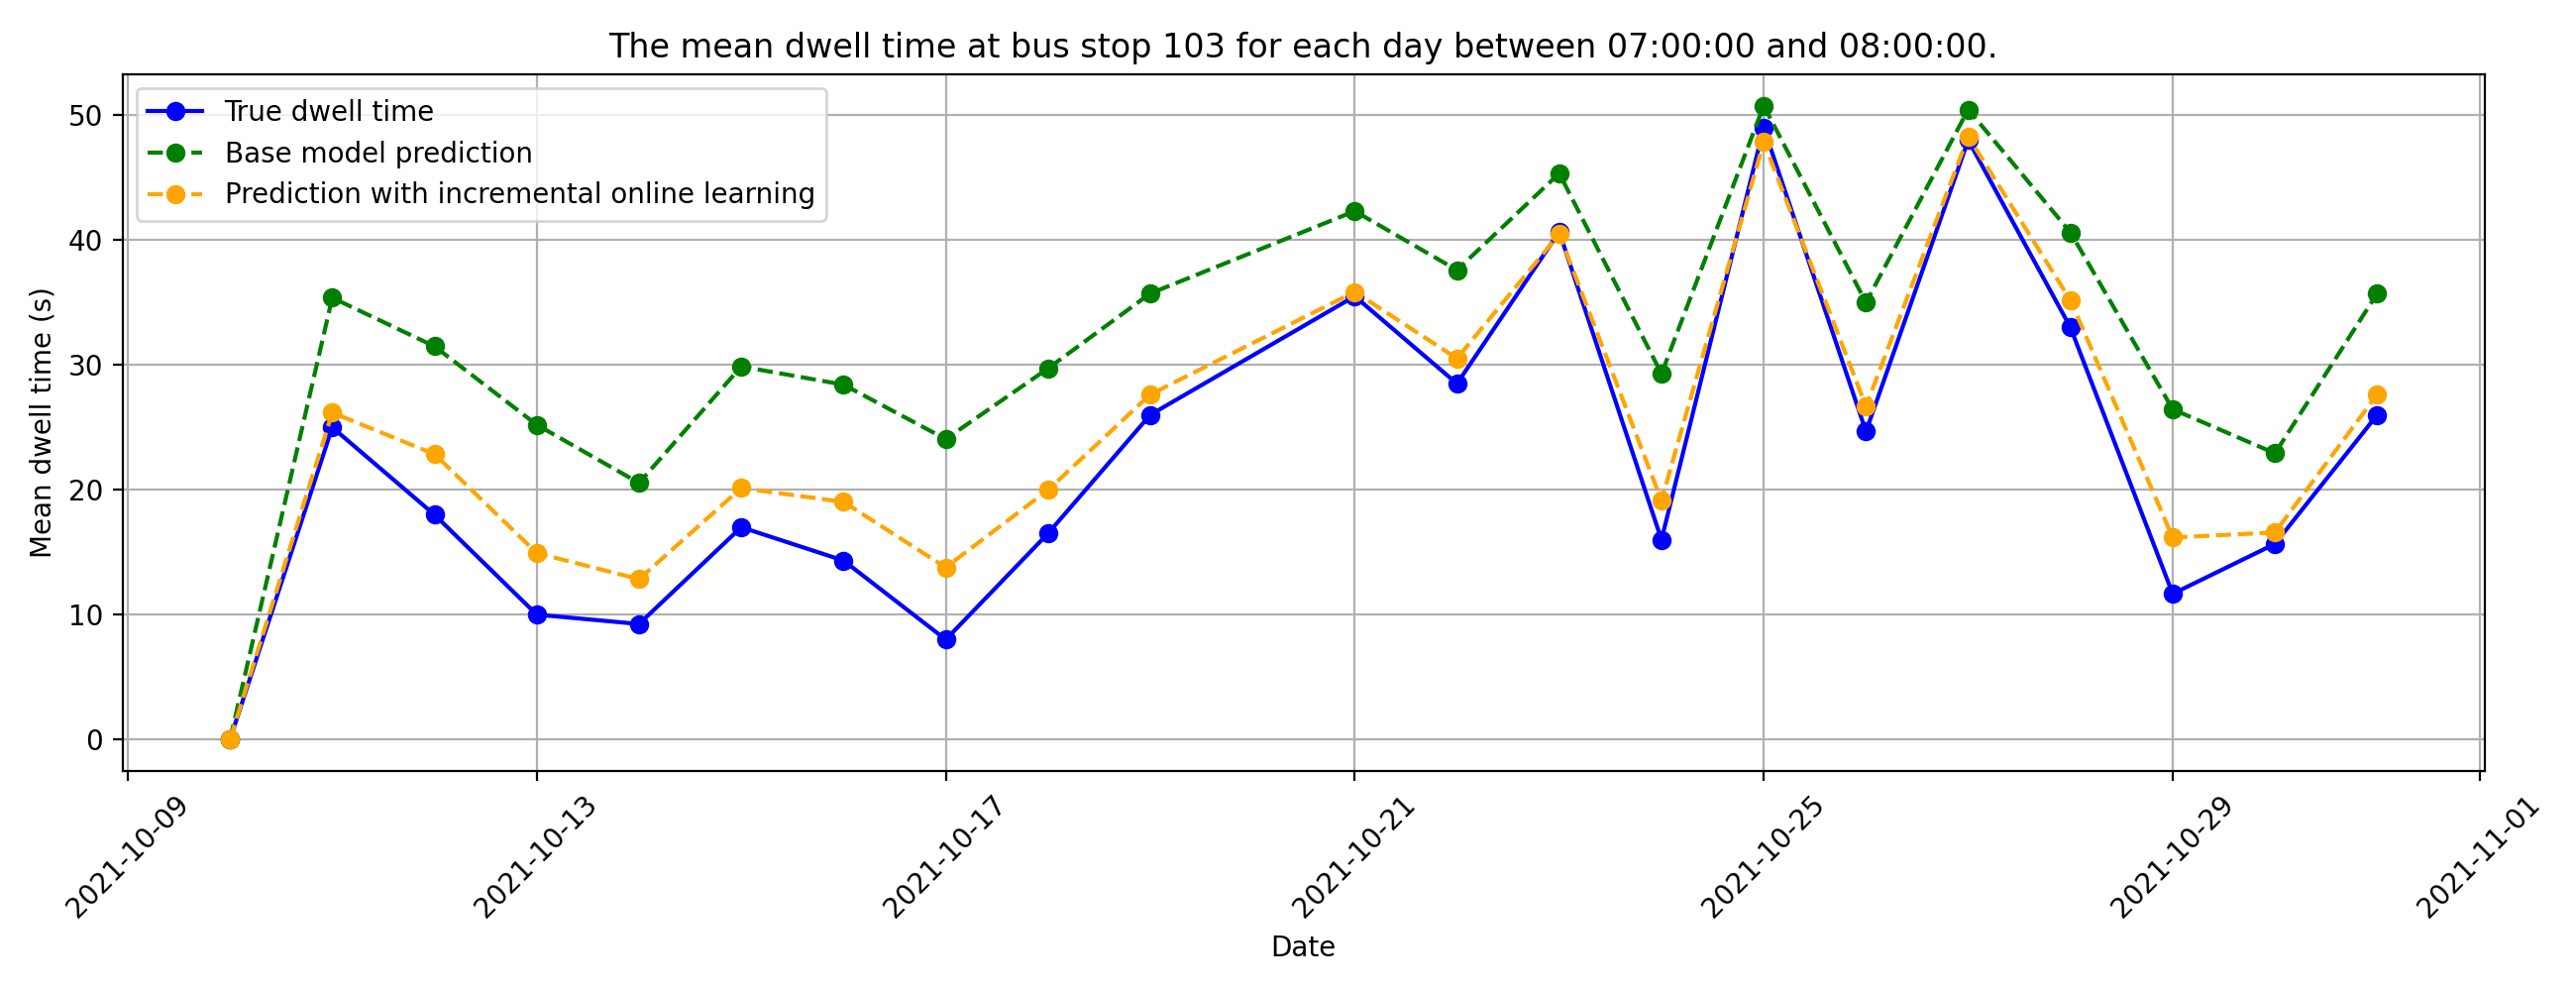 The mean dwell time at bus stop 103 for each day between 07:00:00 and 08:00:00.
True dwell time
Base model prediction
Prediction with incremental online learning
Mean dwell time (s)
50
40
30
20
10
0
2021-10-09
2021-10-13
2021-10-17
2021-10-21
2021-10-25
2021-10-29
2021-11-01
Date